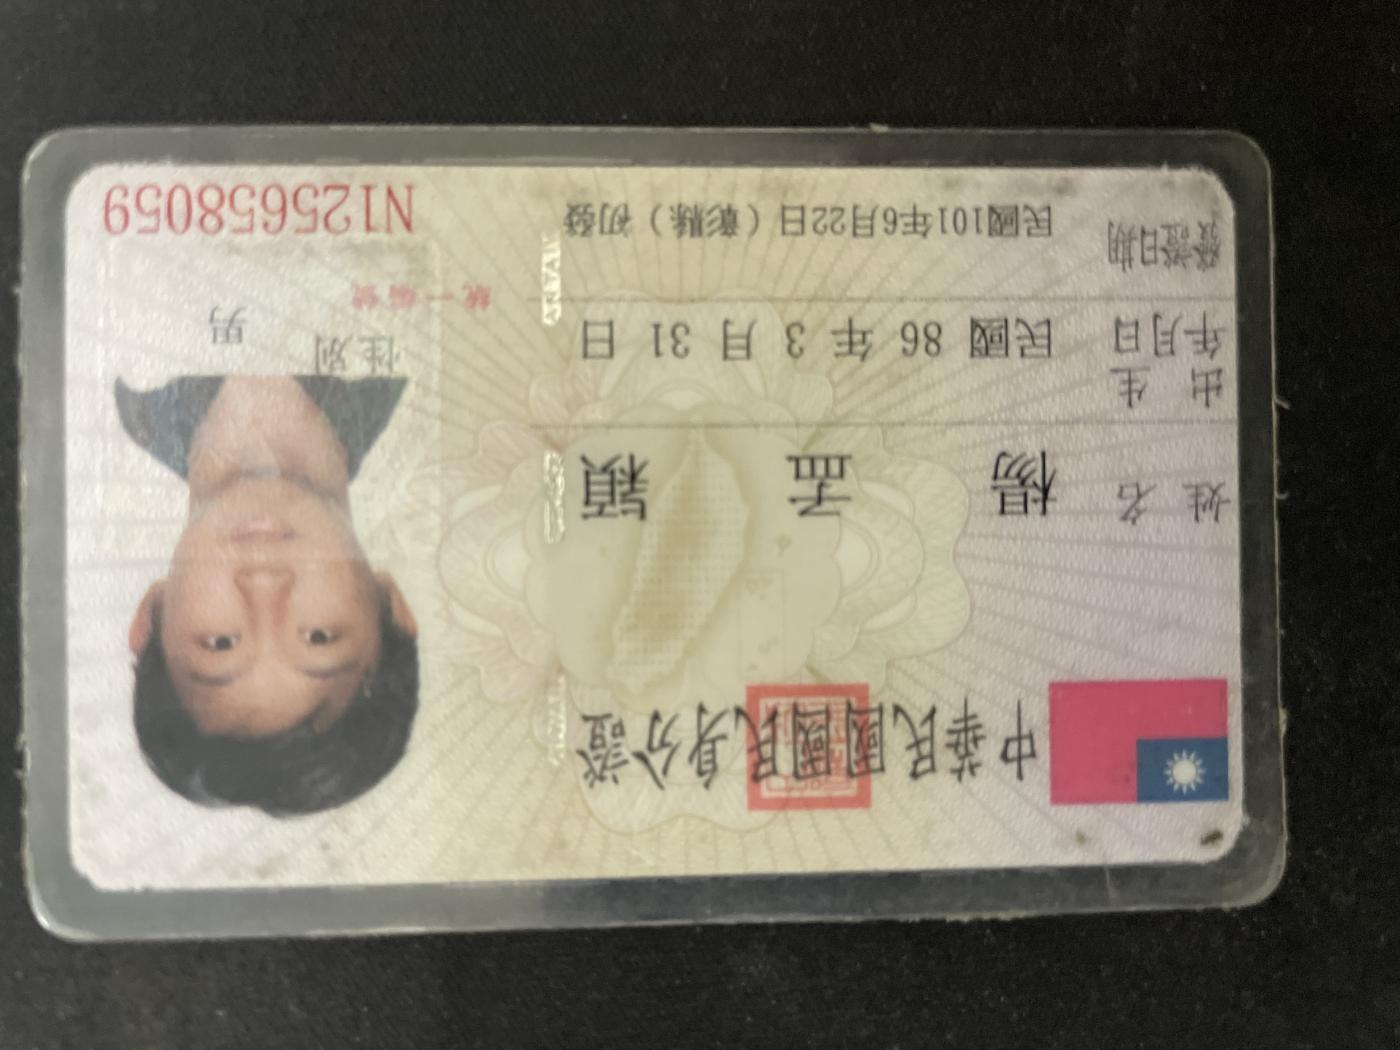 中華民國國民身分證
姓名 楊孟穎
出生年月日 民國 86 年 3 月 31 日
性別 男
發證日期 民國101年6月22日（彰縣）初發
統一編號
N125658059